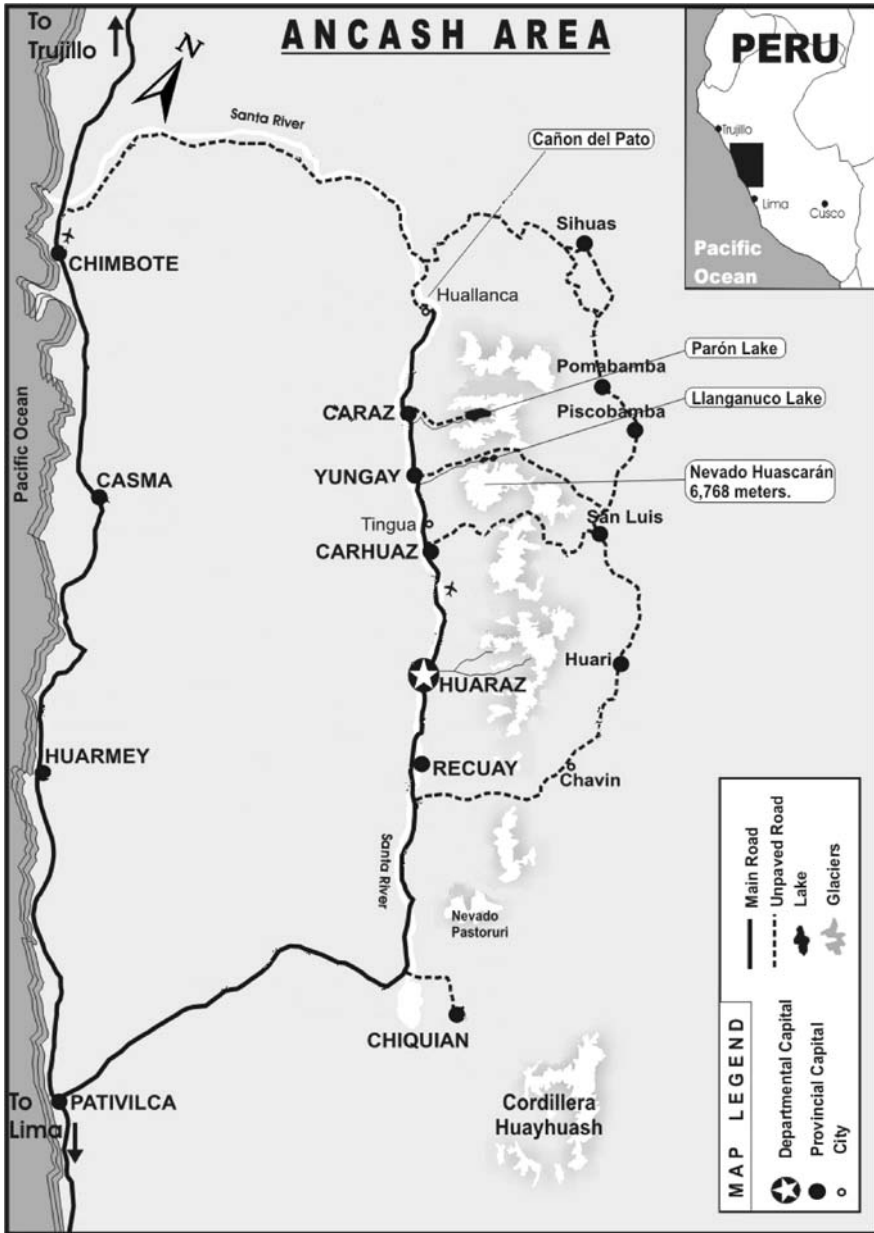 To
Trujillo
N
ANCASH AREA
PERU
Trujillo
Lima
Cusco
Pacific
Ocean
Santa River
Cañon del Pato
Sihuas
CHIMBOTE
Huallanca
Parón Lake
Pomabamba
Llanganuco Lake
CARAZ
Piscobamba
Pacific Ocean
YUNGAY
Nevado Huascarán
6,768 meters.
CASMA
Tingua
San Luis
CARHUAZ
Huari
HUARAZ
HUARMEY
RECUAY
Chavin
Santa River
Nevado
Pastoruri
CHIQUIAN
Cordillera
Huayhuash
To
Lima
PATIVILCA
MAP LEGEND
Departmental Capital
Provincial Capital
City
Main Road
Unpaved Road
Lake
Glaciers